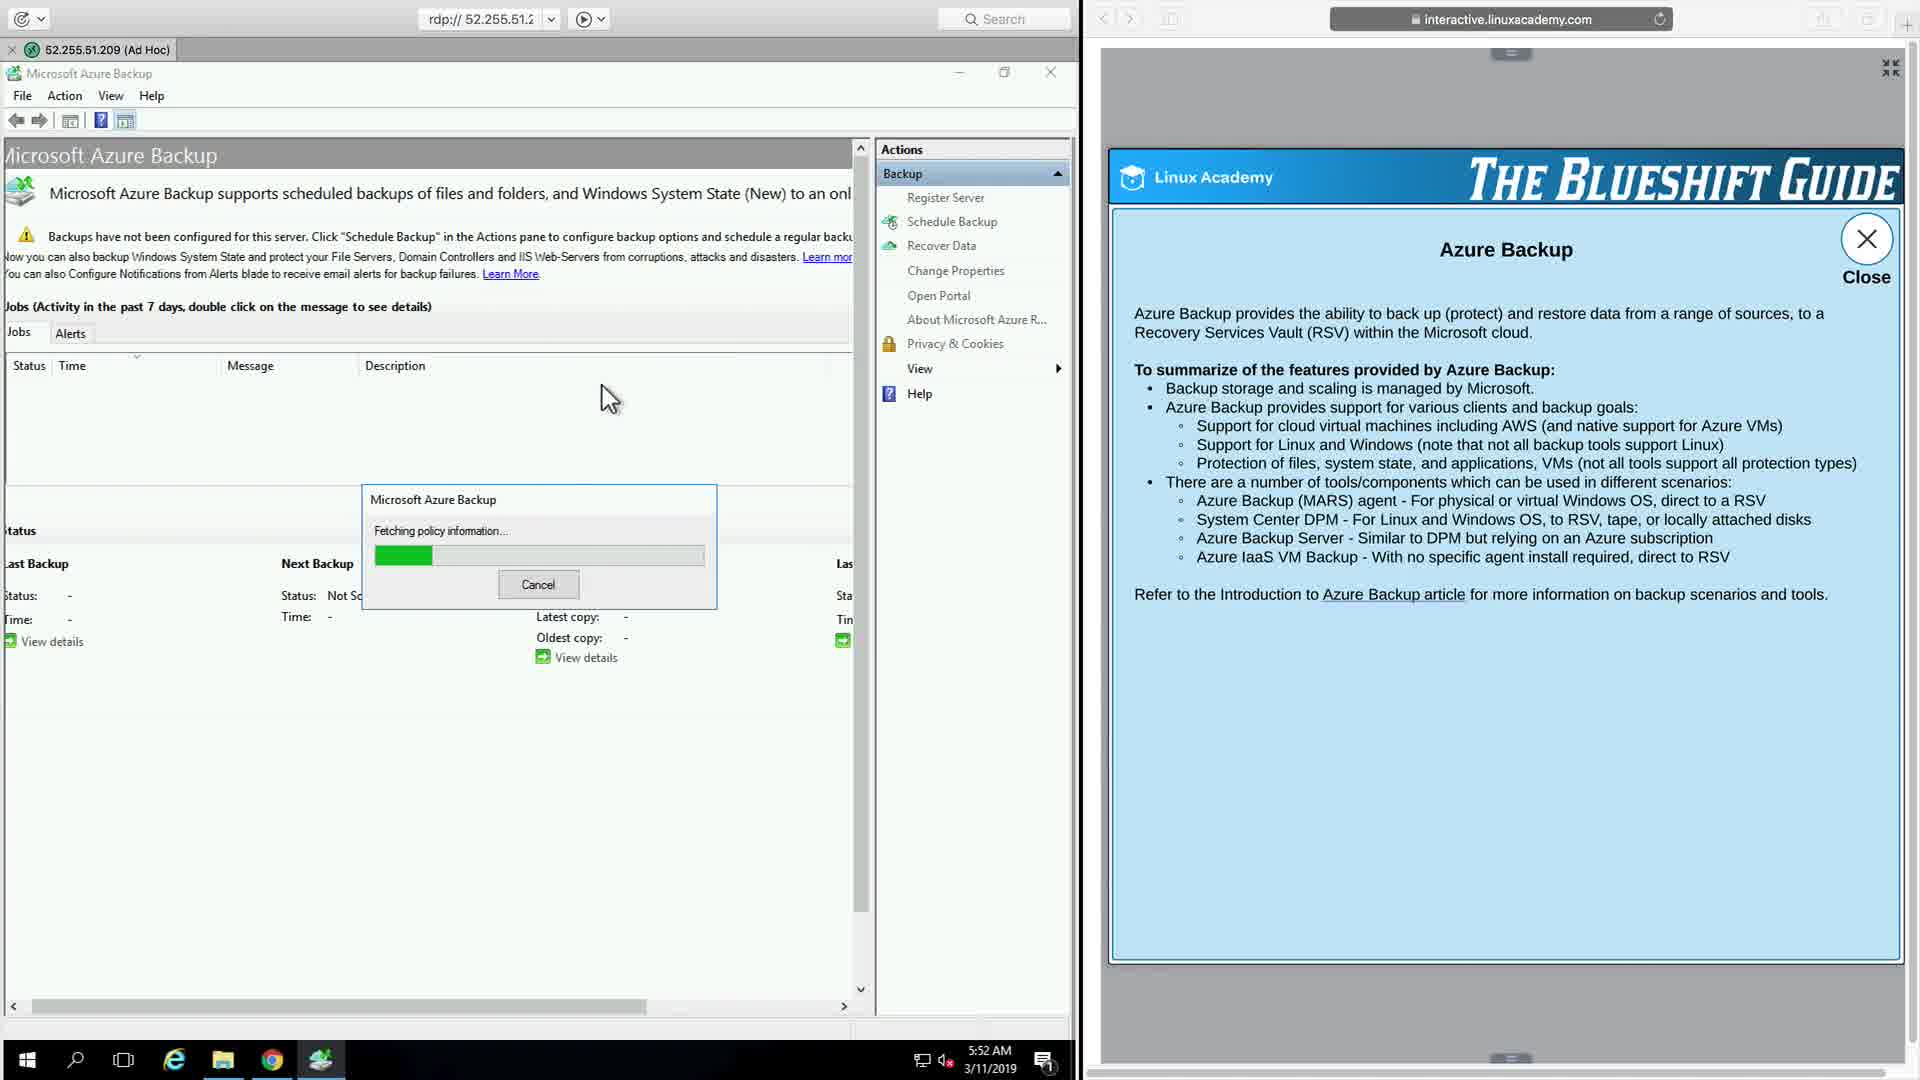 rdp:// 52.255.51.2
Search
52.255.51.209 (Ad Hoc)
Microsoft Azure Backup
File Action View Help
Microsoft Azure Backup
Microsoft Azure Backup supports scheduled backups of files and folders, and Windows System State (New) to an onl
Backups have not been configured for this server. Click "Schedule Backup" in the Actions pane to configure backup options and schedule a regular backu
Now you can also backup Windows System State and protect your File Servers, Domain Controllers and IIS Web-Servers from corruptions, attacks and disasters. Learn mor
You can also Configure Notifications from Alerts blade to receive email alerts for backup failures. Learn More.
Jobs (Activity in the past 7 days, double click on the message to see details)
Jobs Alerts
Status Time Message Description
Microsoft Azure Backup
Fetching policy information...
Cancel
Status
Last Backup
Status: -
Time: -
View details
Next Backup
Status: Not Sc
Time: -
Latest copy: -
Oldest copy: -
View details
Las
Sta
Tin
Actions
Backup
Register Server
Schedule Backup
Recover Data
Change Properties
Open Portal
About Microsoft Azure R...
Privacy & Cookies
View
Help
5:52 AM
3/11/2019
1
interactive.linuxacademy.com
Linux Academy
THE BLUESHIFT GUIDE
Azure Backup
Close
Azure Backup provides the ability to back up (protect) and restore data from a range of sources, to a
Recovery Services Vault (RSV) within the Microsoft cloud.
To summarize of the features provided by Azure Backup:
• Backup storage and scaling is managed by Microsoft.
• Azure Backup provides support for various clients and backup goals:
◦ Support for cloud virtual machines including AWS (and native support for Azure VMs)
◦ Support for Linux and Windows (note that not all backup tools support Linux)
◦ Protection of files, system state, and applications, VMs (not all tools support all protection types)
• There are a number of tools/components which can be used in different scenarios:
◦ Azure Backup (MARS) agent - For physical or virtual Windows OS, direct to a RSV
◦ System Center DPM - For Linux and Windows OS, to RSV, tape, or locally attached disks
◦ Azure Backup Server - Similar to DPM but relying on an Azure subscription
◦ Azure IaaS VM Backup - With no specific agent install required, direct to RSV
Refer to the Introduction to Azure Backup article for more information on backup scenarios and tools.